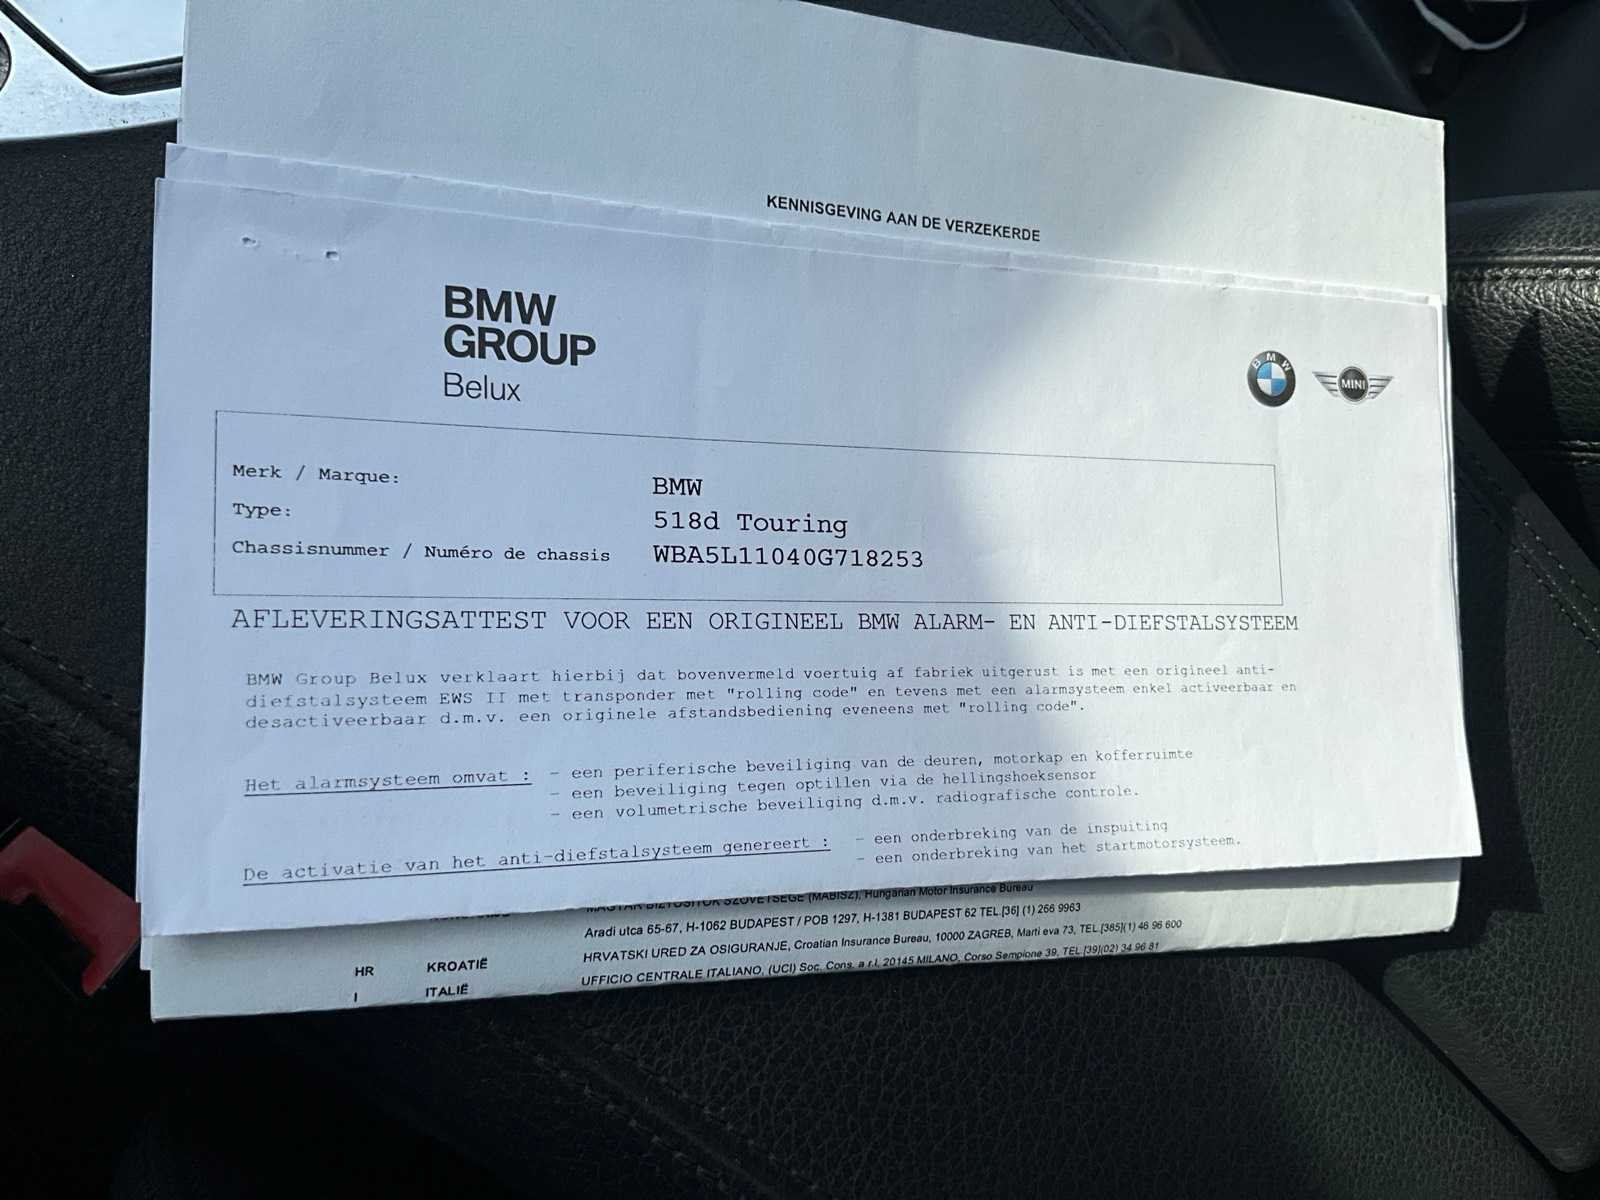 KENNISGEVING AAN DE VERZEKERDE
BMW
GROUP
Belux
BMW
MINI
Merk / Marque: BMW
Type: 518d Touring
Chassisnummer / Numéro de chassis WBA5L11040G718253
AFLEVERINGSATTEST VOOR EEN ORIGINEEL BMW ALARM- EN ANTI-DIEFSTALSYSTEEM
BMW Group Belux verklaart hierbij dat bovenvermeld voertuig af fabriek uitgerust is met een origineel anti-
diefstalsysteem EWS II met transponder met "rolling code" en tevens met een alarmsysteem enkel activeerbaar en
desactiveerbaar d.m.v. een originele afstandsbediening eveneens met "rolling code".
Het alarmsysteem omvat : - een periferische beveiliging van de deuren, motorkap en kofferruimte
- een beveiliging tegen optillen via de hellingshoeksensor
- een volumetrische beveiliging d.m.v. radiografische controle.
De activatie van het anti-diefstalsysteem genereert : - een onderbreking van de inspuiting
- een onderbreking van het startmotorsysteem.
MAGYAR BIZTOSITOK SZOVETSEGE (MABISZ), Hungarian Motor Insurance Bureau
Aradi utca 65-67, H-1062 BUDAPEST / POB 1297, H-1381 BUDAPEST 62 TEL.[36] (1) 266 9963
HR KROATIË HRVATSKI URED ZA OSIGURANJE, Croatian Insurance Bureau, 10000 ZAGREB, Marti eva 73, TEL.[385](1) 46 96 600
I ITALIË UFFICIO CENTRALE ITALIANO, (UCI) Soc. Cons. a r.l. 20145 MILANO, Corso Sempione 39, TEL.[39](02) 34 96 81